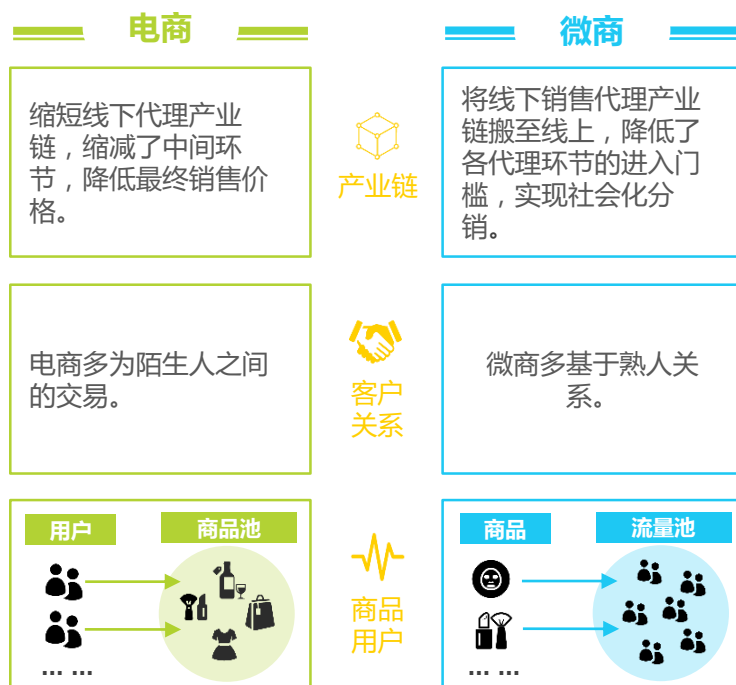 电商
微商
缩短线下代理产业
链，缩减了中间环
节，降低最终销售价
格。
产业链
将线下销售代理产业
链搬至线上，降低了
各代理环节的进入门
槛，实现社会化分
销。
电商多为陌生人之间
的交易。
客户
关系
微商多基于熟人关
系。
用户
商品池
... ...
商品
用户
商品
流量池
... ...